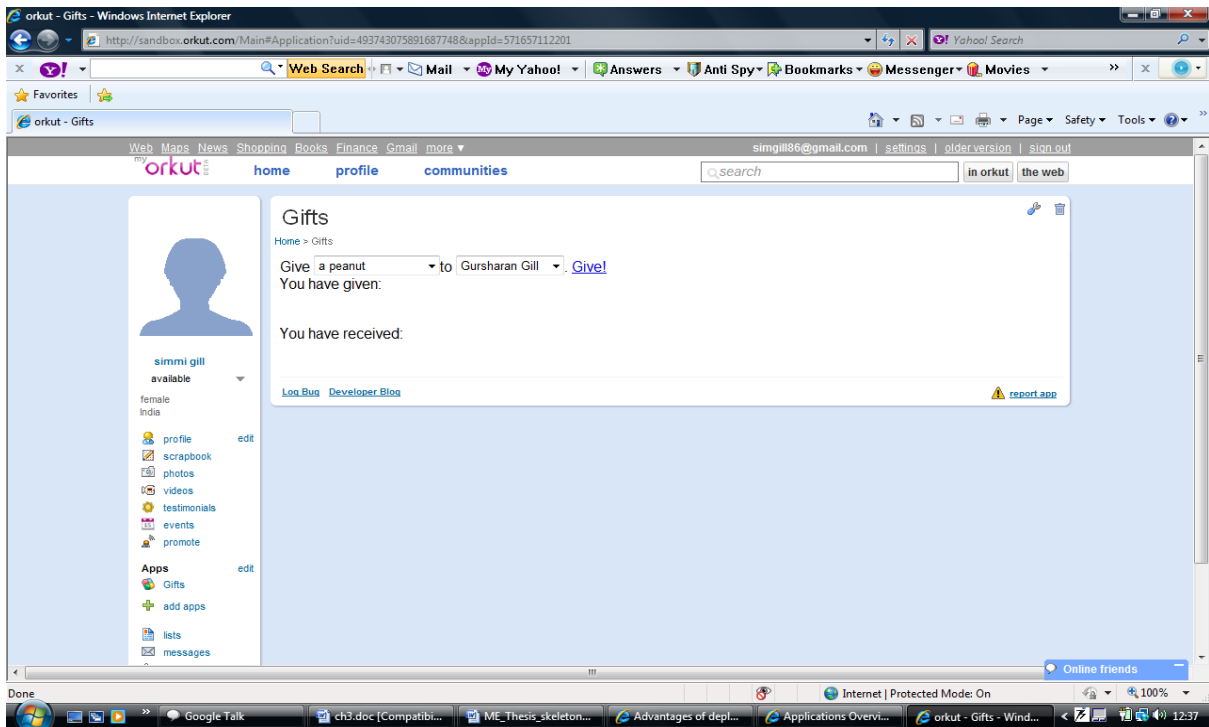 orkut - Gifts - Windows Internet Explorer
http://sandbox.orkut.com/Main#Application?uid=493743075891687748&appId=571657112201
Yahoo! Search
Y! Web Search Mail My Yahoo! Answers Anti Spy Bookmarks Messenger Movies
Favorites
orkut - Gifts
Page Safety Tools
Web Maps News Shopping Books Finance Gmail more ▼
simgill86@gmail.com | settings | older version | sign out
my orkut BETA
home profile communities
search
in orkut the web
simmi gill
available
female
India
profile edit
scrapbook
photos
videos
testimonials
events
promote
Apps edit
Gifts
add apps
lists
messages
Gifts
Home > Gifts
Give a peanut to Gursharan Gill . Give!
You have given:
You have received:
Log Bug Developer Blog
report app
Online friends
Done
Internet | Protected Mode: On
100%
Google Talk
ch3.doc [Compatibi...
ME_Thesis_skeleton...
Advantages of depl...
Applications Overvi...
orkut - Gifts - Wind...
12:37